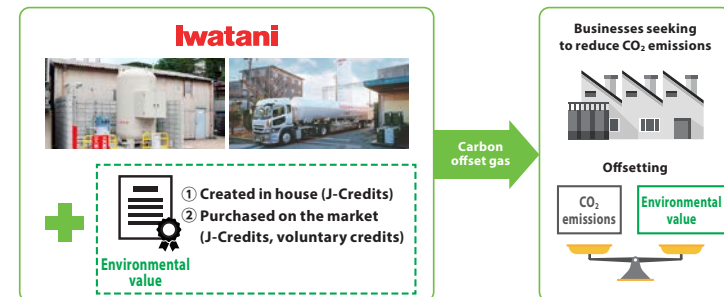 Iwatani
① Created in house (J-Credits)
② Purchased on the market
(J-Credits, voluntary credits)
Environmental
value
Carbon
offset gas
Businesses seeking
to reduce CO₂ emissions
Offsetting
CO₂
emissions
Environmental
value